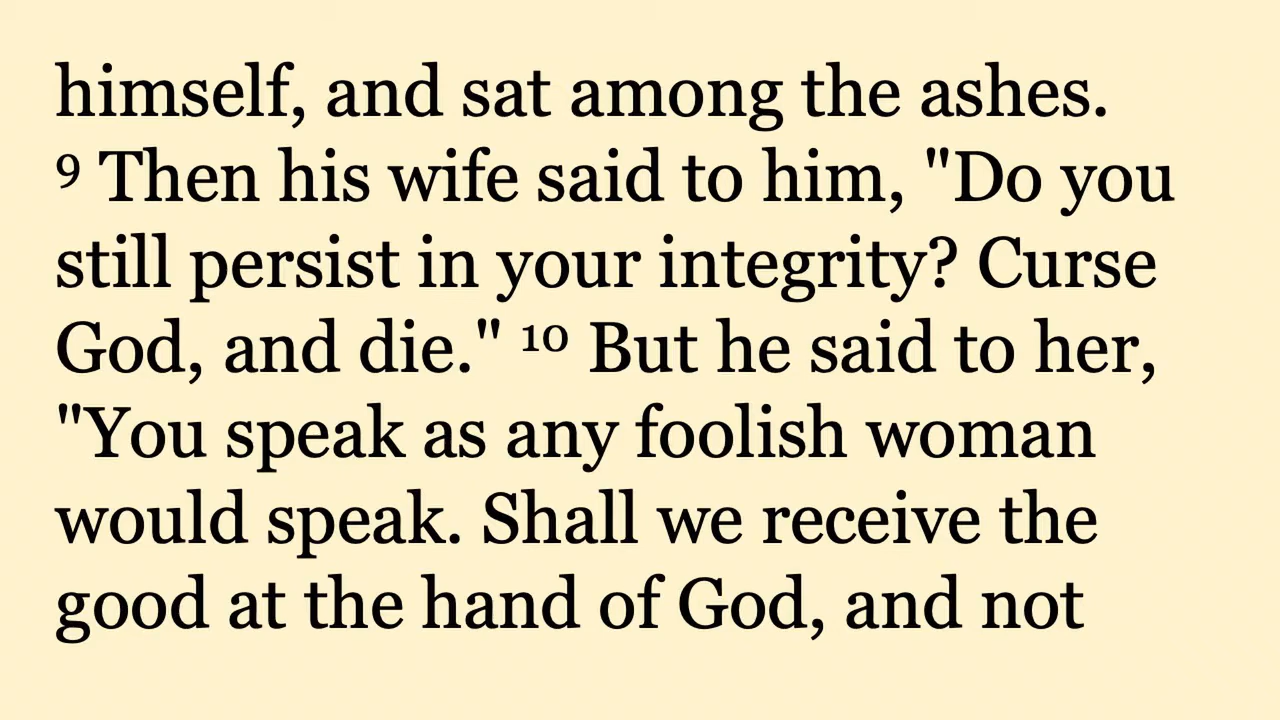 himself, and sat among the ashes.
⁹ Then his wife said to him, "Do you
still persist in your integrity? Curse
God, and die." ¹⁰ But he said to her,
"You speak as any foolish woman
would speak. Shall we receive the
good at the hand of God, and not